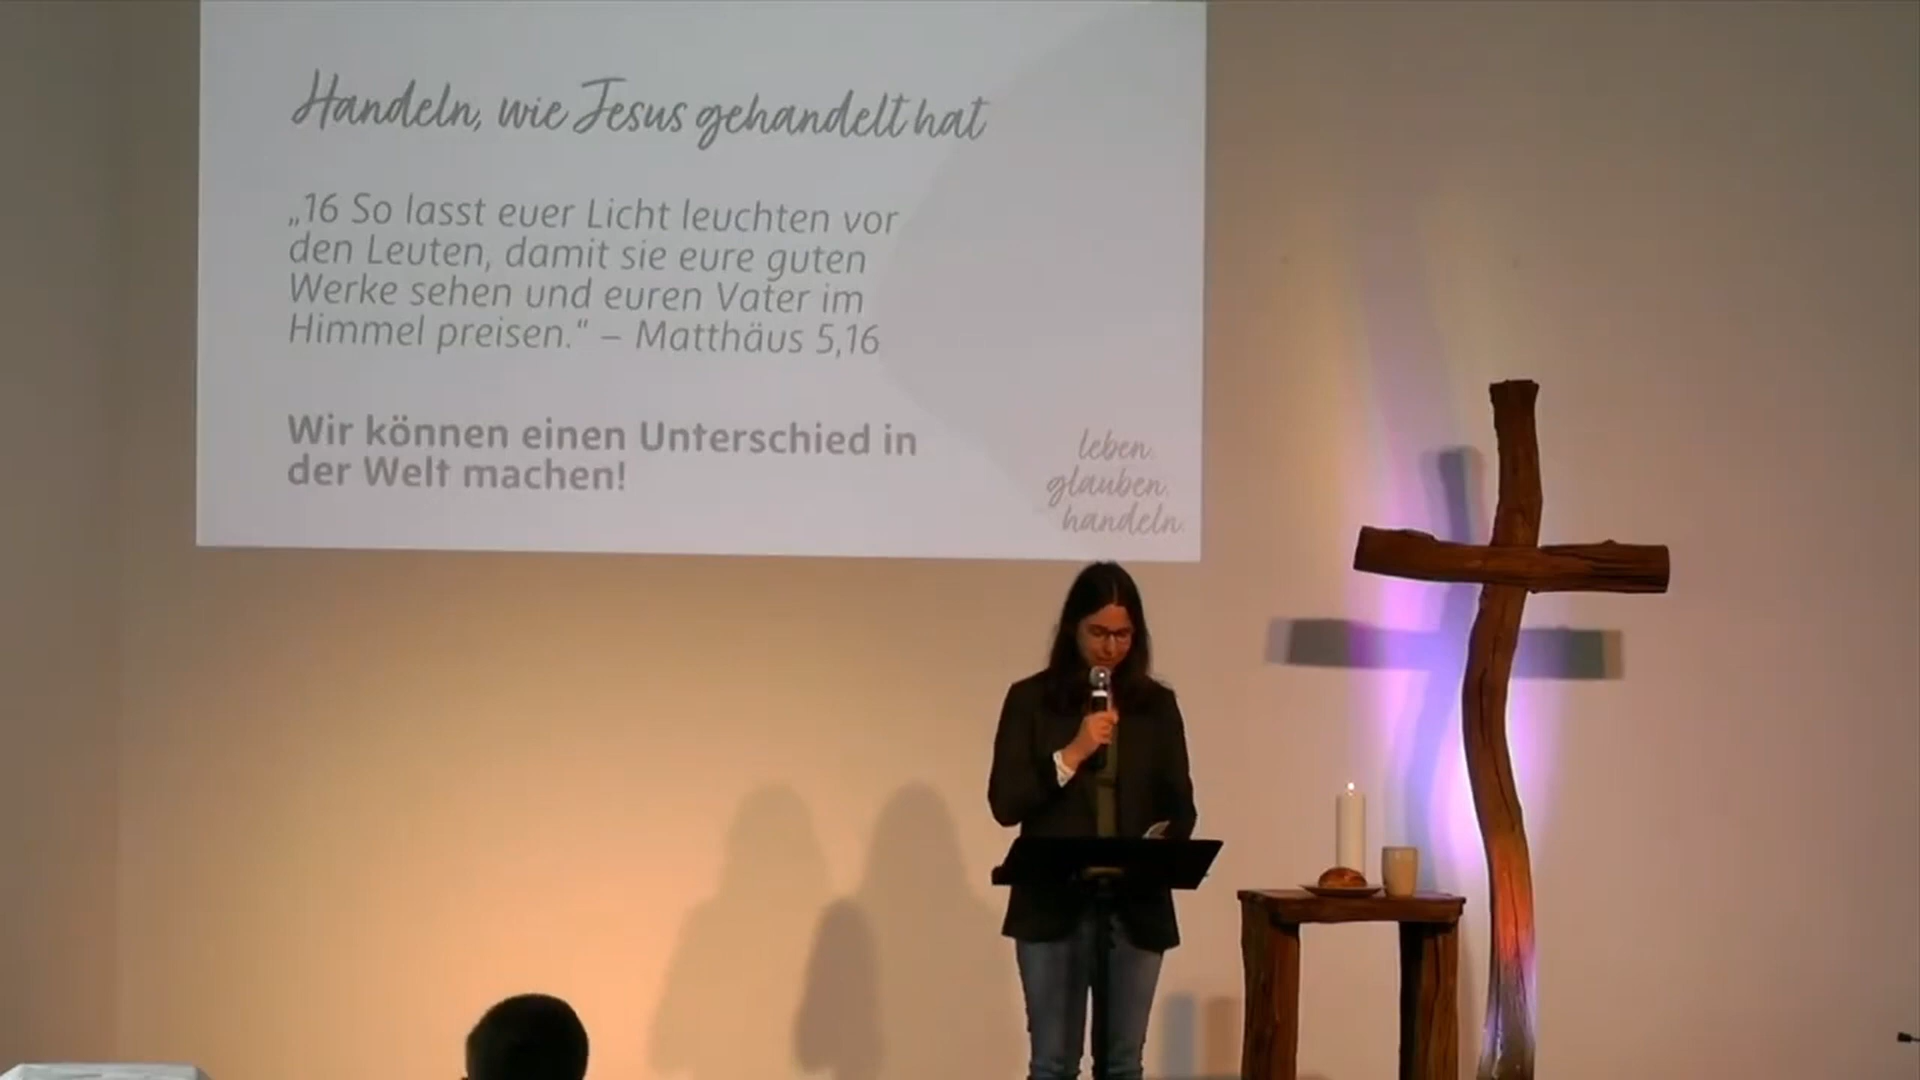 Handeln, wie Jesus gehandelt hat
„16 So lasst euer Licht leuchten vor
den Leuten, damit sie eure guten
Werke sehen und euren Vater im
Himmel preisen.“ – Matthäus 5,16
Wir können einen Unterschied in
der Welt machen!
leben.
glauben.
handeln.